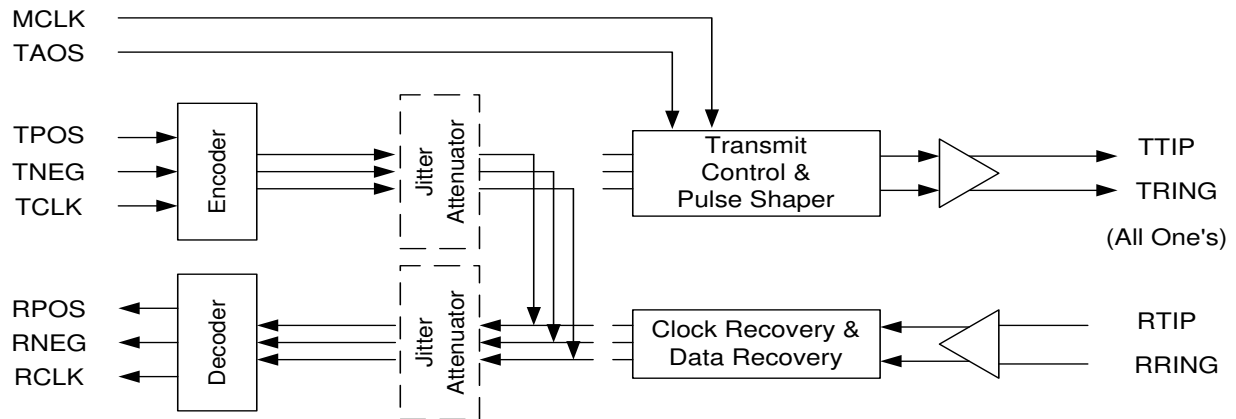 MCLK
TAOS
TPOS
TNEG
TCLK
Encoder
Jitter
Attenuator
Transmit
Control &
Pulse Shaper
TTIP
TRING
(All One's)
RPOS
RNEG
RCLK
Decoder
Jitter
Attenuator
Clock Recovery &
Data Recovery
RTIP
RRING